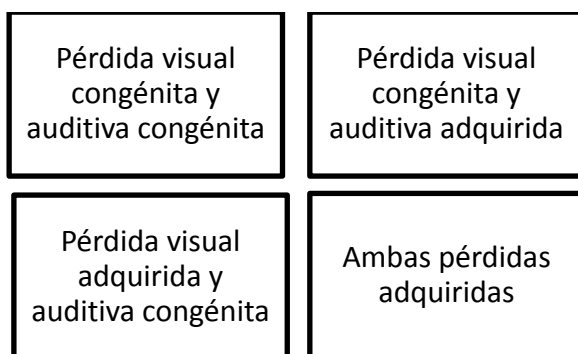 Pérdida visual
congénita y
auditiva congénita
Pérdida visual
congénita y
auditiva adquirida
Pérdida visual
adquirida y
auditiva congénita
Ambas pérdidas
adquiridas